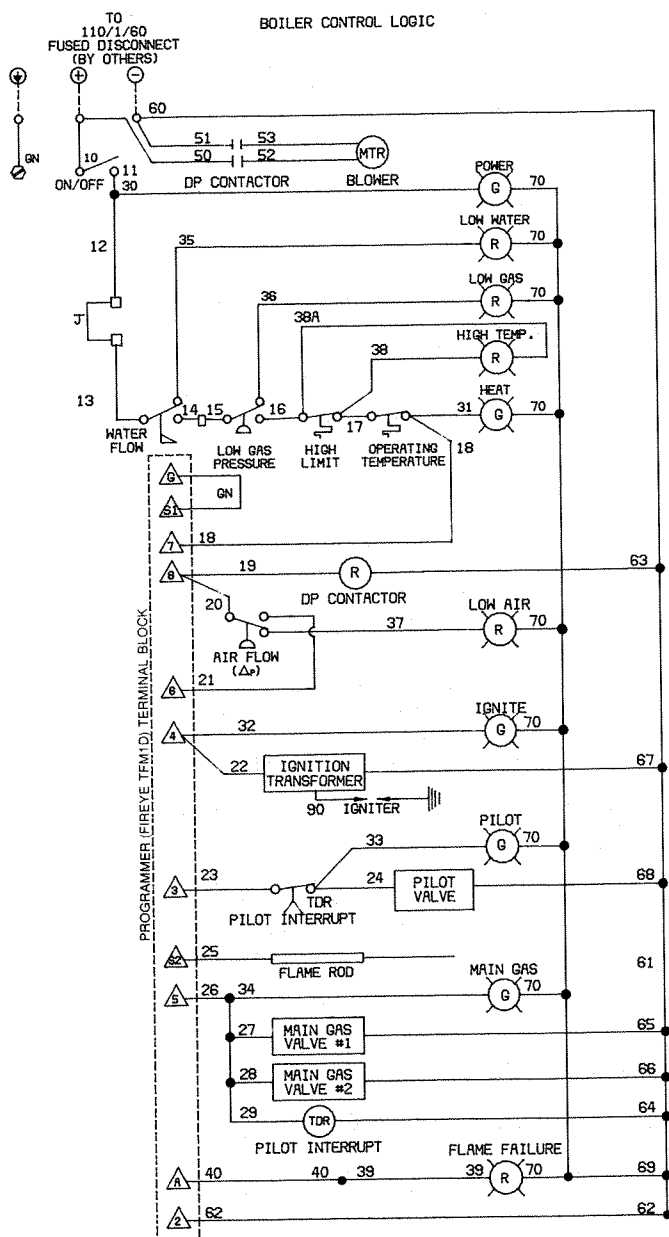 TO
110/1/60
FUSED DISCONNECT
(BY OTHERS)
BOILER CONTROL LOGIC
+
-
60
GN
10
11
ON/OFF
30
51
53
50
52
DP CONTACTOR
MTR
BLOWER
POWER
G
70
12
35
LOW WATER
R
70
36
LOW GAS
R
70
J
38A
HIGH TEMP.
38
R
13
HEAT
14
15
16
17
31
G
70
WATER
FLOW
LOW GAS
PRESSURE
HIGH
LIMIT
OPERATING
TEMPERATURE
18
G
GN
S1
7
18
8
19
R
63
DP CONTACTOR
20
LOW AIR
37
R
70
AIR FLOW
(ΔP)
6
21
IGNITE
4
32
G
70
22
IGNITION
TRANSFORMER
67
90
IGNITER
PILOT
33
G
70
3
23
24
PILOT
VALVE
68
TDR
PILOT INTERRUPT
S2
25
FLAME ROD
61
MAIN GAS
5
26
34
G
70
27
MAIN GAS
VALVE #1
65
28
MAIN GAS
VALVE #2
66
29
TDR
64
PILOT INTERRUPT
FLAME FAILURE
A
40
40
39
39
R
70
69
2
62
62
PROGRAMMER (FIREYE TFM1D) TERMINAL BLOCK